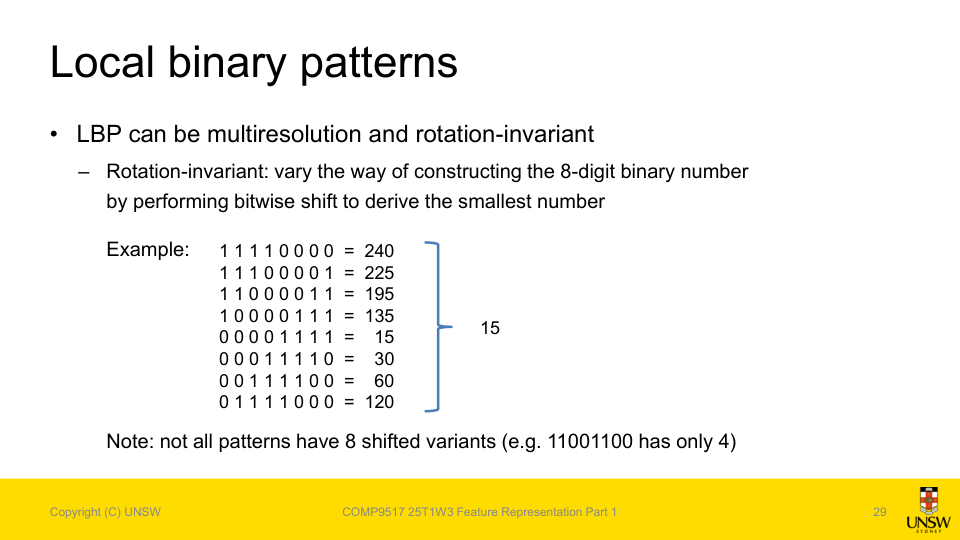 Local binary patterns
• LBP can be multiresolution and rotation-invariant
– Rotation-invariant: vary the way of constructing the 8-digit binary number
by performing bitwise shift to derive the smallest number
Example:
1 1 1 1 0 0 0 0 = 240
1 1 1 0 0 0 0 1 = 225
1 1 0 0 0 0 1 1 = 195
1 0 0 0 0 1 1 1 = 135
0 0 0 0 1 1 1 1 = 15
0 0 0 1 1 1 1 0 = 30
0 0 1 1 1 1 0 0 = 60
0 1 1 1 1 0 0 0 = 120
15
Note: not all patterns have 8 shifted variants (e.g. 11001100 has only 4)
Copyright (C) UNSW
COMP9517 25T1W3 Feature Representation Part 1
29
UNSW
SYDNEY